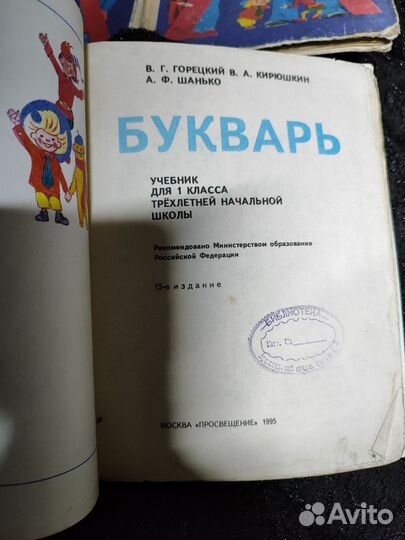 В. Г. ГОРЕЦКИЙ В. А. КИРЮШКИН
А. Ф. ШАНЬКО
БУКВАРЬ
УЧЕБНИК
ДЛЯ 1 КЛАССА
ТРЁХЛЕТНЕЙ НАЧАЛЬНОЙ
ШКОЛЫ
Рекомендовано Министерством образования
Российской Федерации
15-е издание
БИБЛИОТЕКА
МОСКВА «ПРОСВЕЩЕНИЕ» 1995
Avito